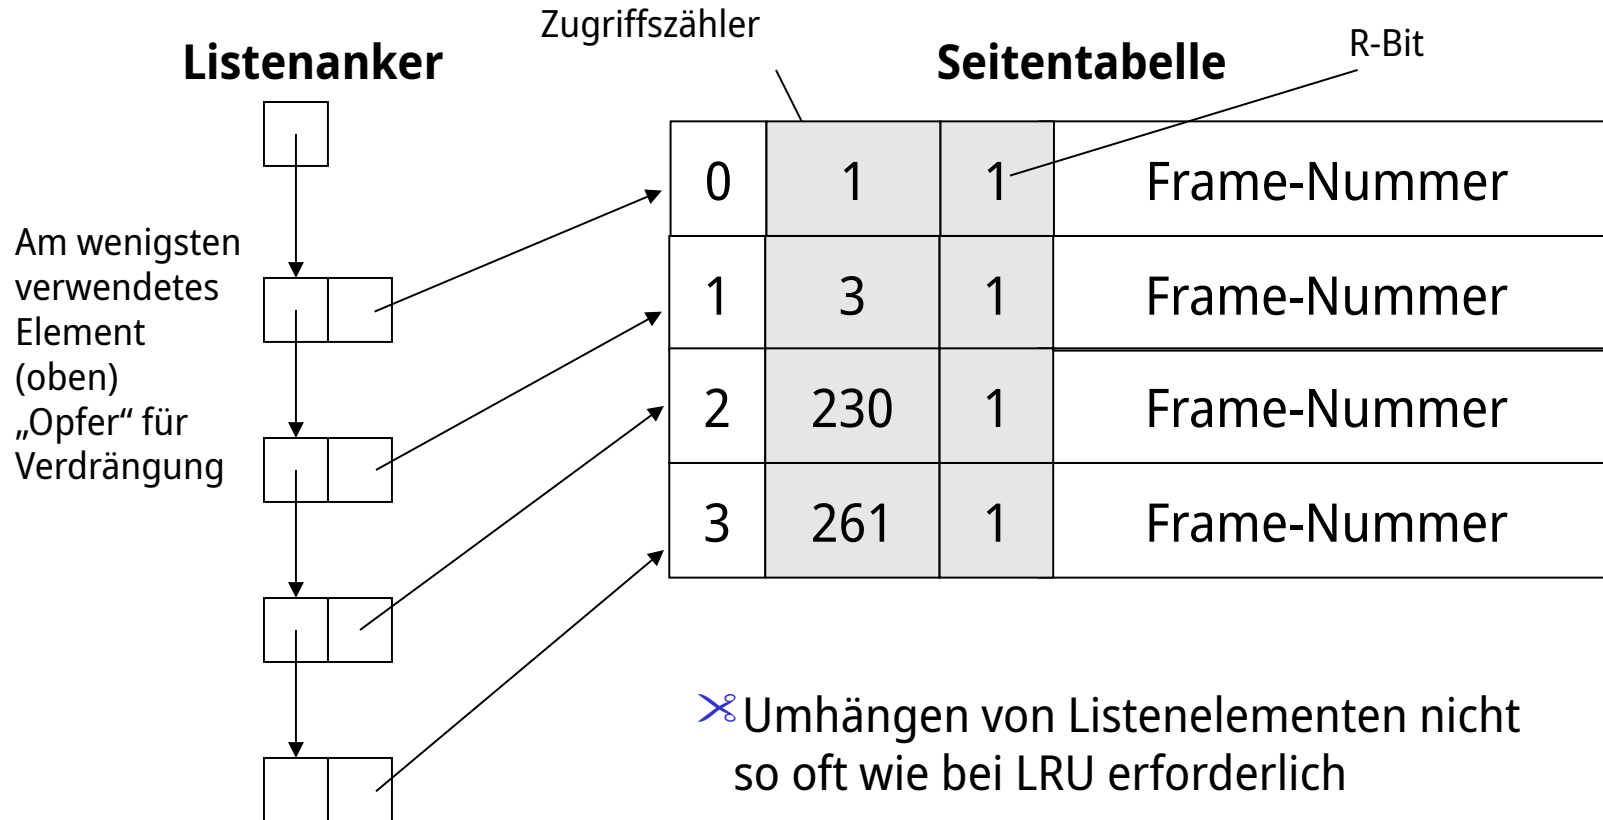 Zugriffszähler
Listenanker
Seitentabelle
R-Bit
Am wenigsten
verwendetes
Element
(oben)
„Opfer“ für
Verdrängung
0 1 1 Frame-Nummer
1 3 1 Frame-Nummer
2 230 1 Frame-Nummer
3 261 1 Frame-Nummer
Umhängen von Listenelementen nicht
so oft wie bei LRU erforderlich